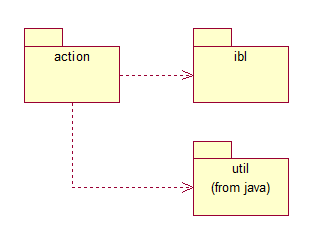 action
ibl
util
(from java)